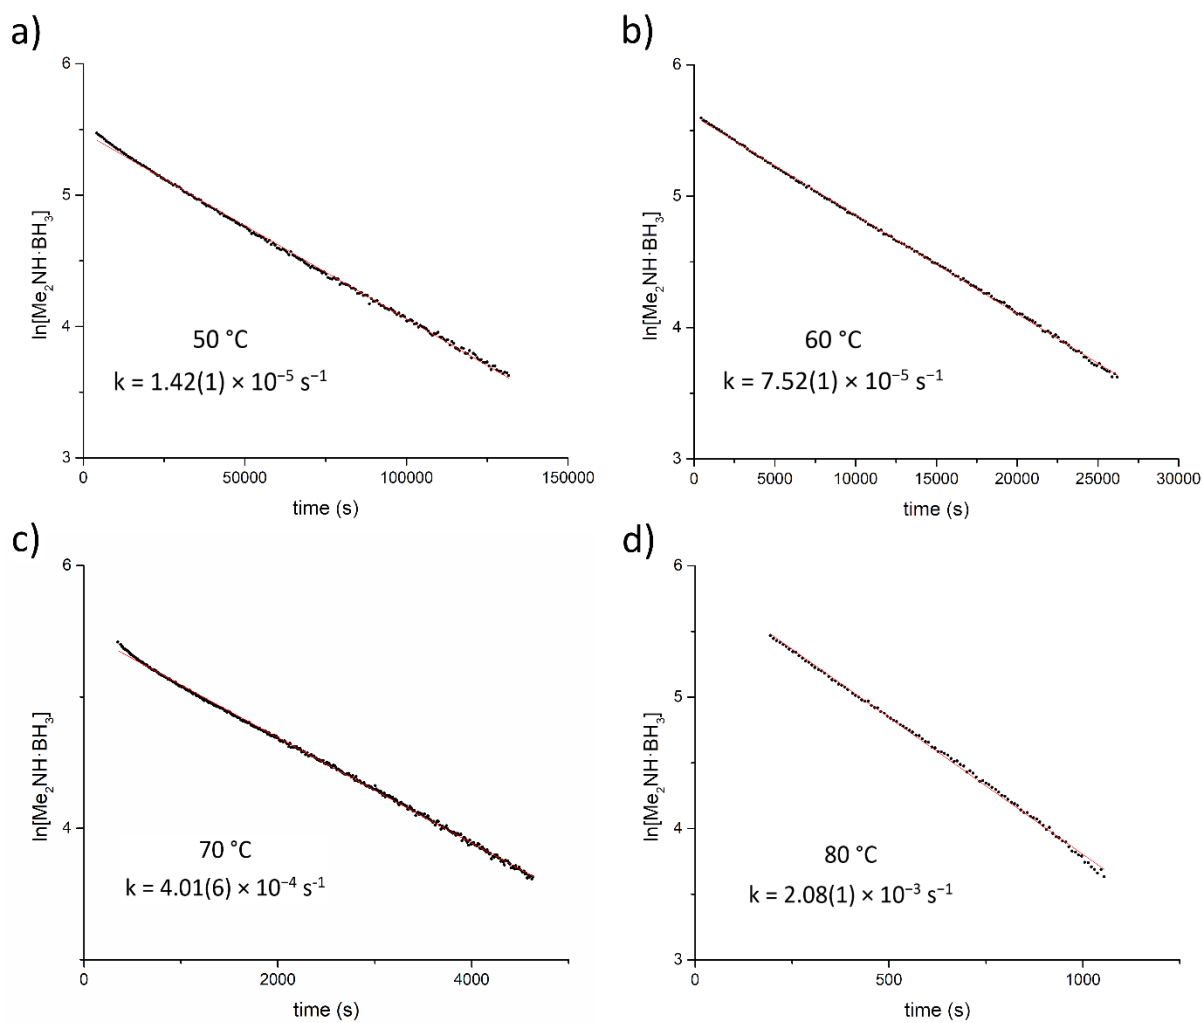 a)
6
5
4
3
ln[Me₂NH·BH₃]
50 °C
k = 1.42(1) × 10⁻⁵ s⁻¹
0 50000 100000 150000
time (s)
b)
6
5
4
3
ln[Me₂NH·BH₃]
60 °C
k = 7.52(1) × 10⁻⁵ s⁻¹
0 5000 10000 15000 20000 25000 30000
time (s)
c)
6
4
ln[Me₂NH·BH₃]
70 °C
k = 4.01(6) × 10⁻⁴ s⁻¹
0 2000 4000
time (s)
d)
6
5
4
3
ln[Me₂NH·BH₃]
80 °C
k = 2.08(1) × 10⁻³ s⁻¹
0 500 1000
time (s)